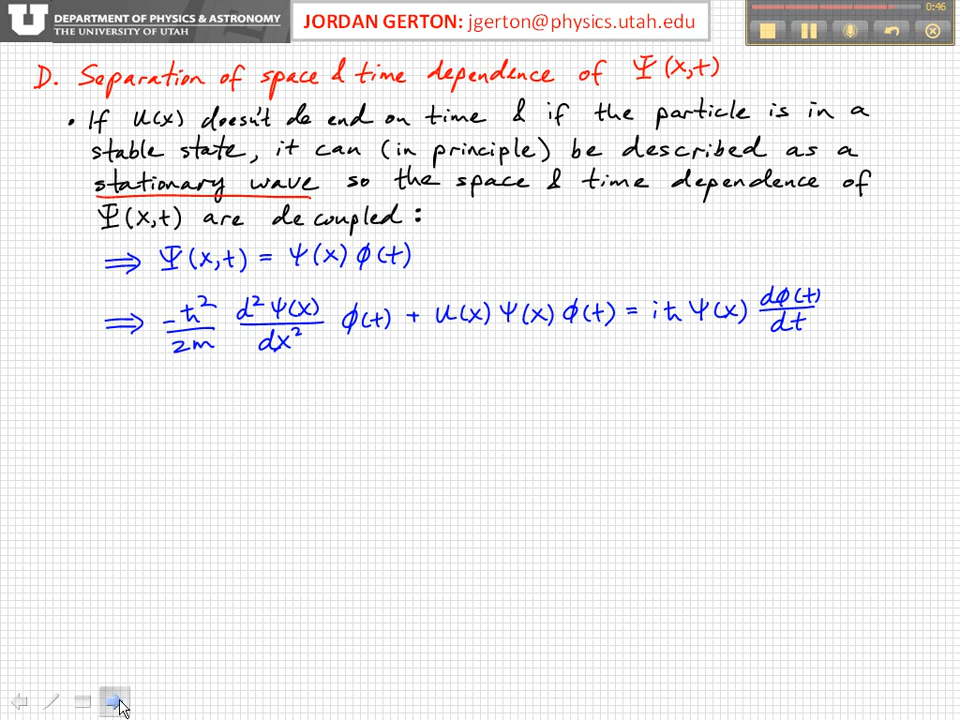 U DEPARTMENT OF PHYSICS & ASTRONOMY
THE UNIVERSITY OF UTAH
JORDAN GERTON: jgerton@physics.utah.edu
0:46
D. Separation of space & time dependence of Ψ(x,t)
• If U(x) doesn't de end on time & if the particle is in a
stable state, it can (in principle) be described as a
stationary wave so the space & time dependence of
Ψ(x,t) are decoupled:
⟹ Ψ(x,t) = ψ(x) φ(t)
⟹ -ħ²/2m d²ψ(x)/dx² φ(t) + U(x) ψ(x) φ(t) = iħ ψ(x) dφ(t)/dt